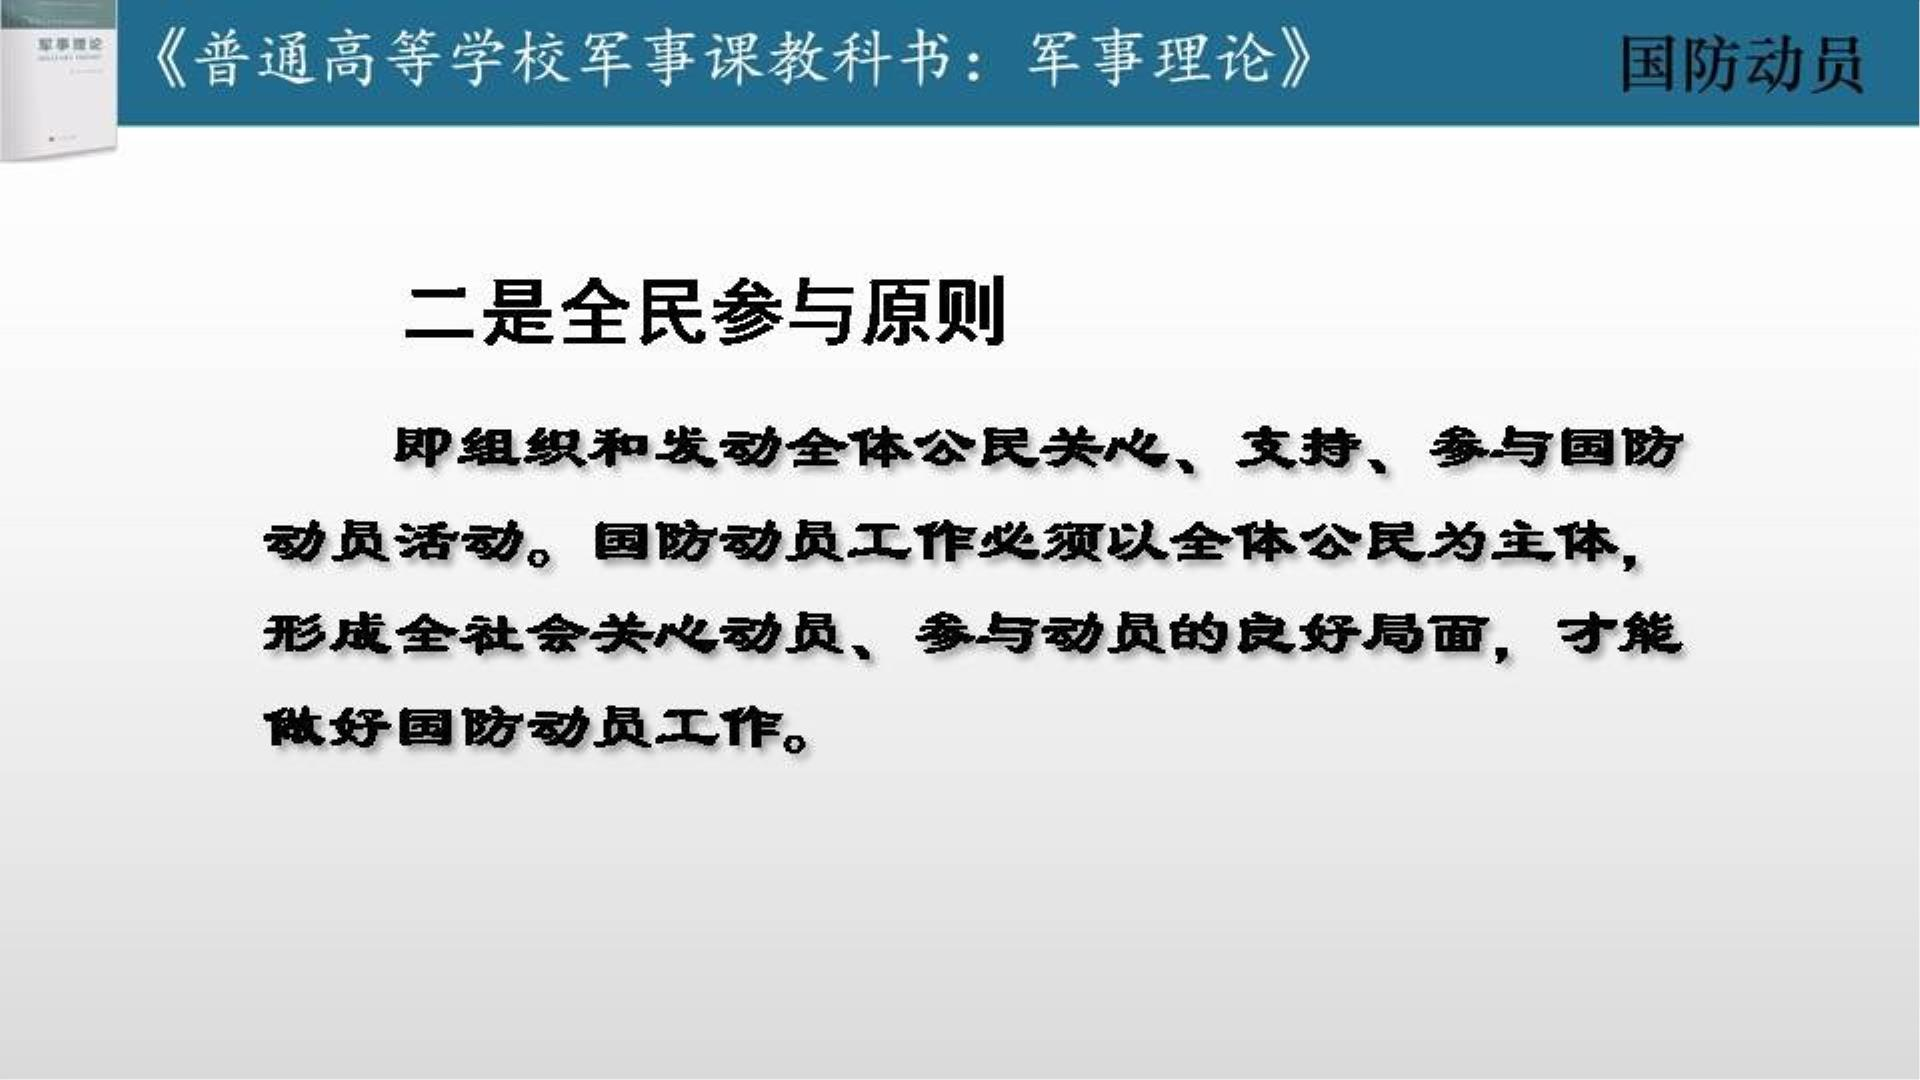 军事理论
《普通高等学校军事课教科书：军事理论》
国防动员
二是全民参与原则
即组织和发动全体公民关心、支持、参与国防
动员活动。国防动员工作必须以全体公民为主体，
形成全社会关心动员、参与动员的良好局面，才能
做好国防动员工作。